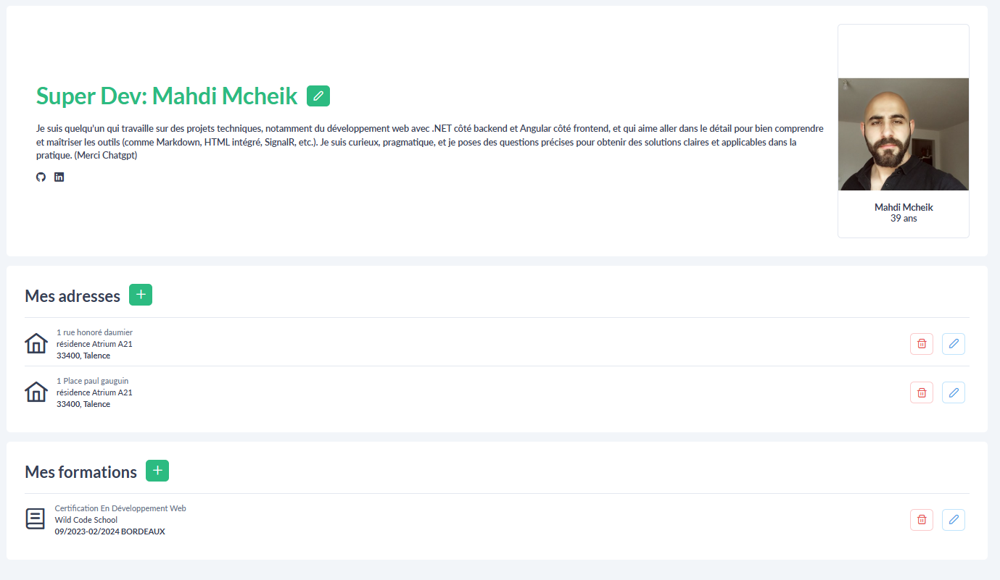 Super Dev: Mahdi Mcheik
Je suis quelqu'un qui travaille sur des projets techniques, notamment du développement web avec .NET côté backend et Angular côté frontend, et qui aime aller dans le détail pour bien comprendre
et maîtriser les outils (comme Markdown, HTML intégré, SignalR, etc.). Je suis curieux, pragmatique, et je poses des questions précises pour obtenir des solutions claires et applicables dans la
pratique. (Merci Chatgpt)
Mahdi Mcheik
39 ans
Mes adresses
1 rue honoré daumier
résidence Atrium A21
33400, Talence
1 Place paul gauguin
résidence Atrium A21
33400, Talence
Mes formations
Certification En Développement Web
Wild Code School
09/2023-02/2024 BORDEAUX